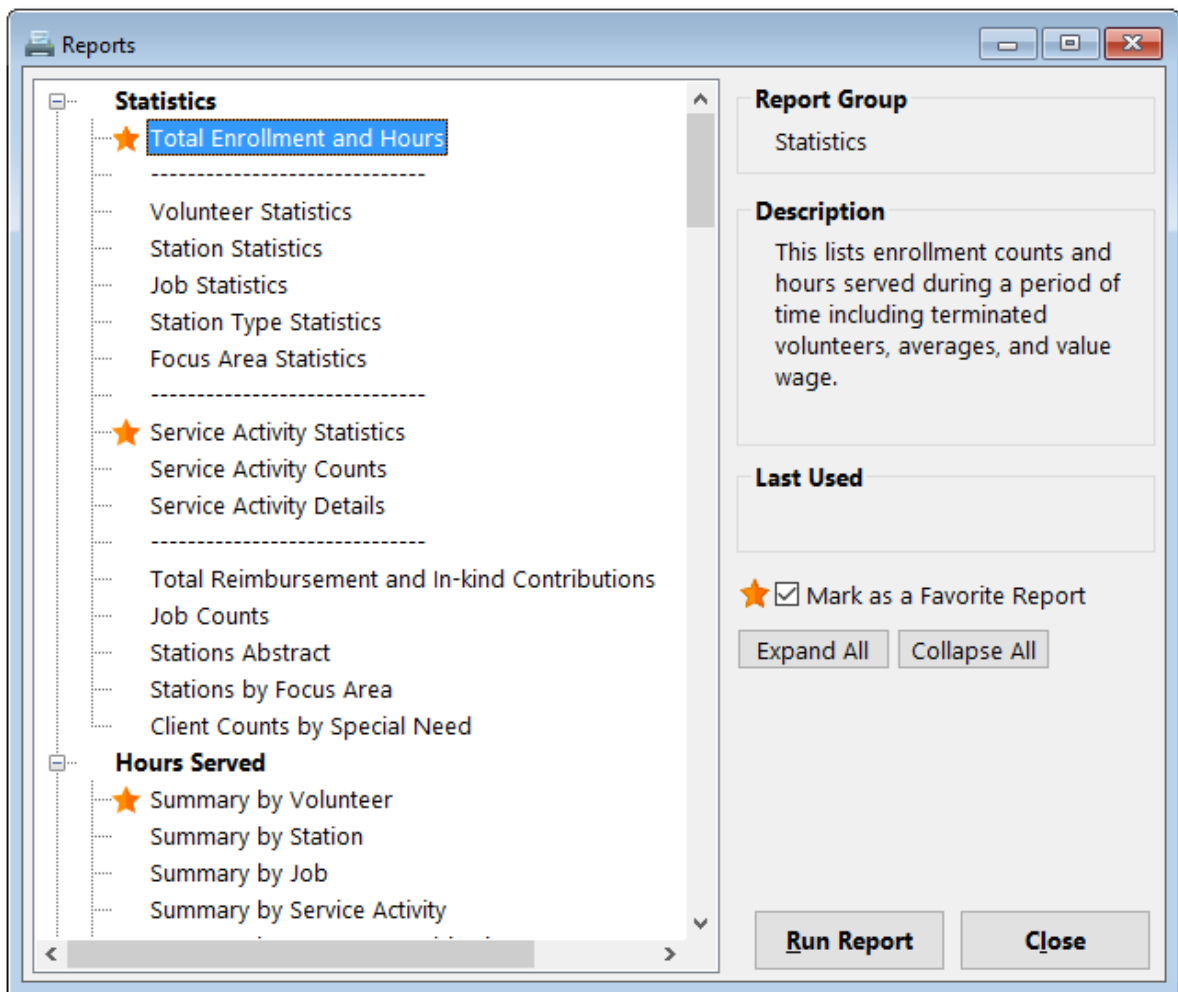 Reports
Statistics
Total Enrollment and Hours
------------------------------
Volunteer Statistics
Station Statistics
Job Statistics
Station Type Statistics
Focus Area Statistics
------------------------------
Service Activity Statistics
Service Activity Counts
Service Activity Details
------------------------------
Total Reimbursement and In-kind Contributions
Job Counts
Stations Abstract
Stations by Focus Area
Client Counts by Special Need
Hours Served
Summary by Volunteer
Summary by Station
Summary by Job
Summary by Service Activity
Report Group
Statistics
Description
This lists enrollment counts and
hours served during a period of
time including terminated
volunteers, averages, and value
wage.
Last Used
Mark as a Favorite Report
Expand All Collapse All
Run Report Close